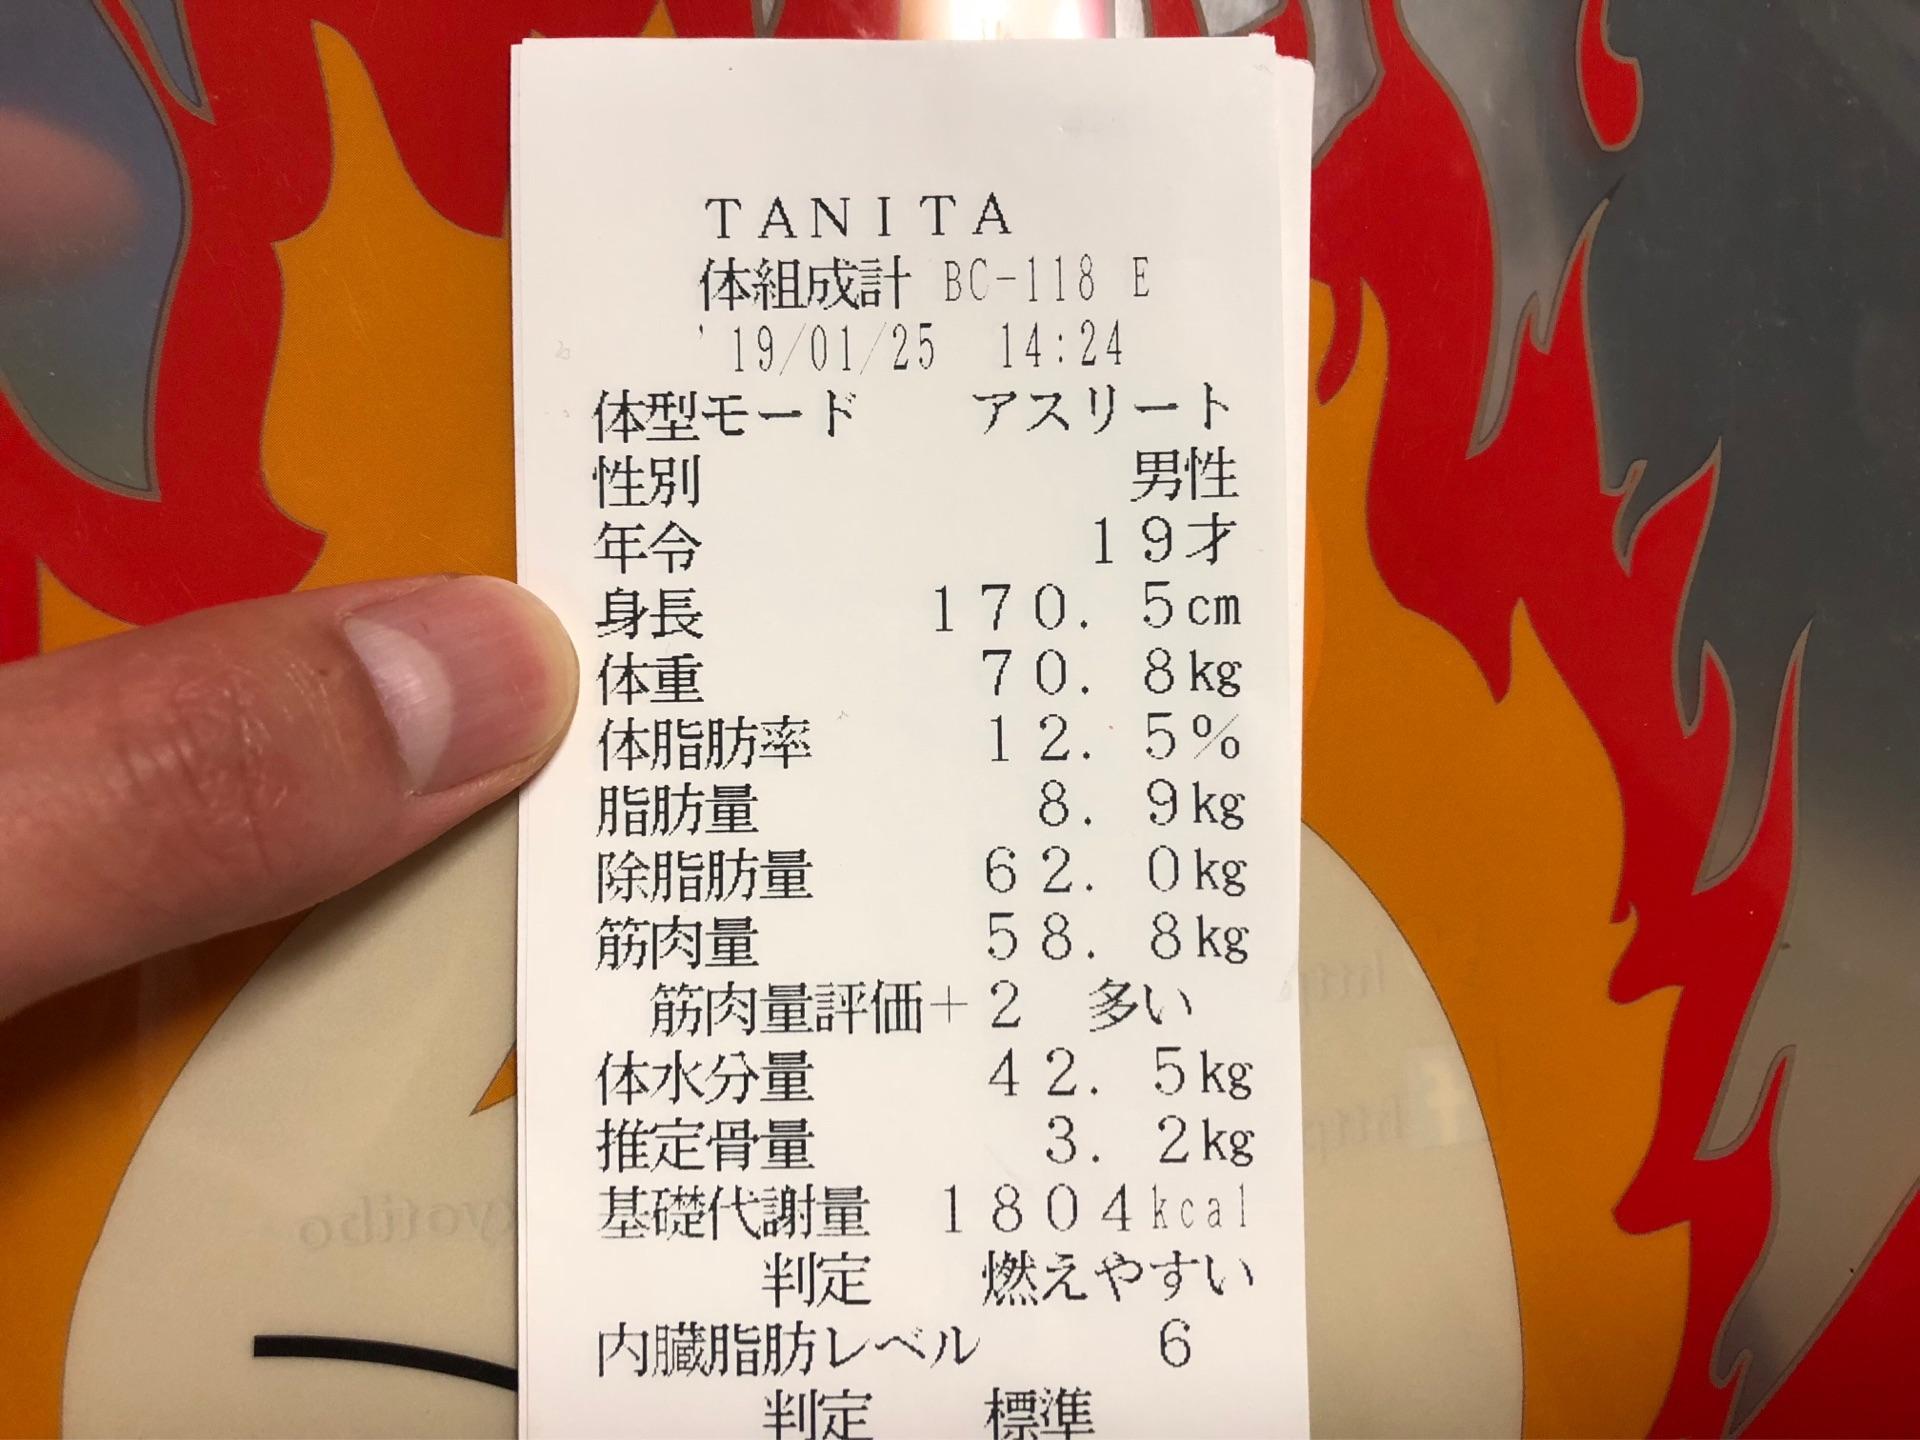 TANITA
体組成計 BC-118 E
'19/01/25 14:24
体型モード アスリート
性別 男性
年令 19才
身長 170.5cm
体重 70.8kg
体脂肪率 12.5%
脂肪量 8.9kg
除脂肪量 62.0kg
筋肉量 58.8kg
筋肉量評価+2 多い
体水分量 42.5kg
推定骨量 3.2kg
基礎代謝量 1804kcal
判定 燃えやすい
内臓脂肪レベル 6
判定 標準